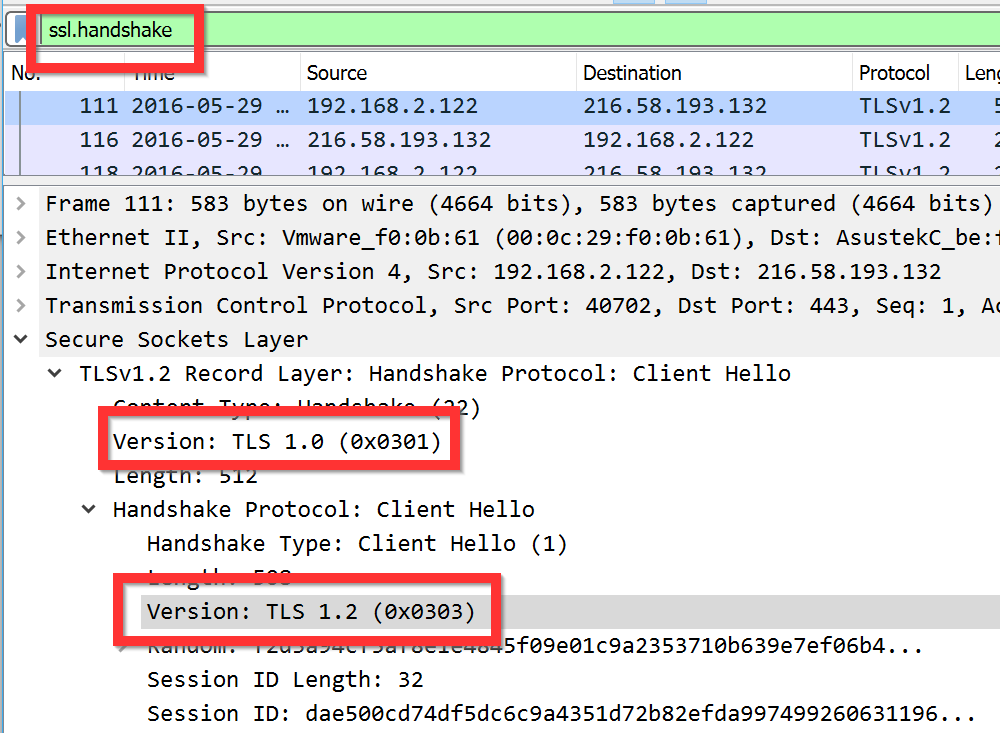 ssl.handshake
No. Time Source Destination Protocol Leng
111 2016-05-29 ... 192.168.2.122 216.58.193.132 TLSv1.2 5
116 2016-05-29 ... 216.58.193.132 192.168.2.122 TLSv1.2 2
118 2016-05-29 192.168.2.122 216.58.193.132 TLSv1.2
Frame 111: 583 bytes on wire (4664 bits), 583 bytes captured (4664 bits)
Ethernet II, Src: Vmware_f0:0b:61 (00:0c:29:f0:0b:61), Dst: AsustekC_be:f
Internet Protocol Version 4, Src: 192.168.2.122, Dst: 216.58.193.132
Transmission Control Protocol, Src Port: 40702, Dst Port: 443, Seq: 1, Ac
Secure Sockets Layer
TLSv1.2 Record Layer: Handshake Protocol: Client Hello
Content Type: Handshake (22)
Version: TLS 1.0 (0x0301)
Length: 512
Handshake Protocol: Client Hello
Handshake Type: Client Hello (1)
Length: 508
Version: TLS 1.2 (0x0303)
Random:
Session ID Length: 32
Session ID: dae500cd74df5dc6c9a4351d72b82efda997499260631196...